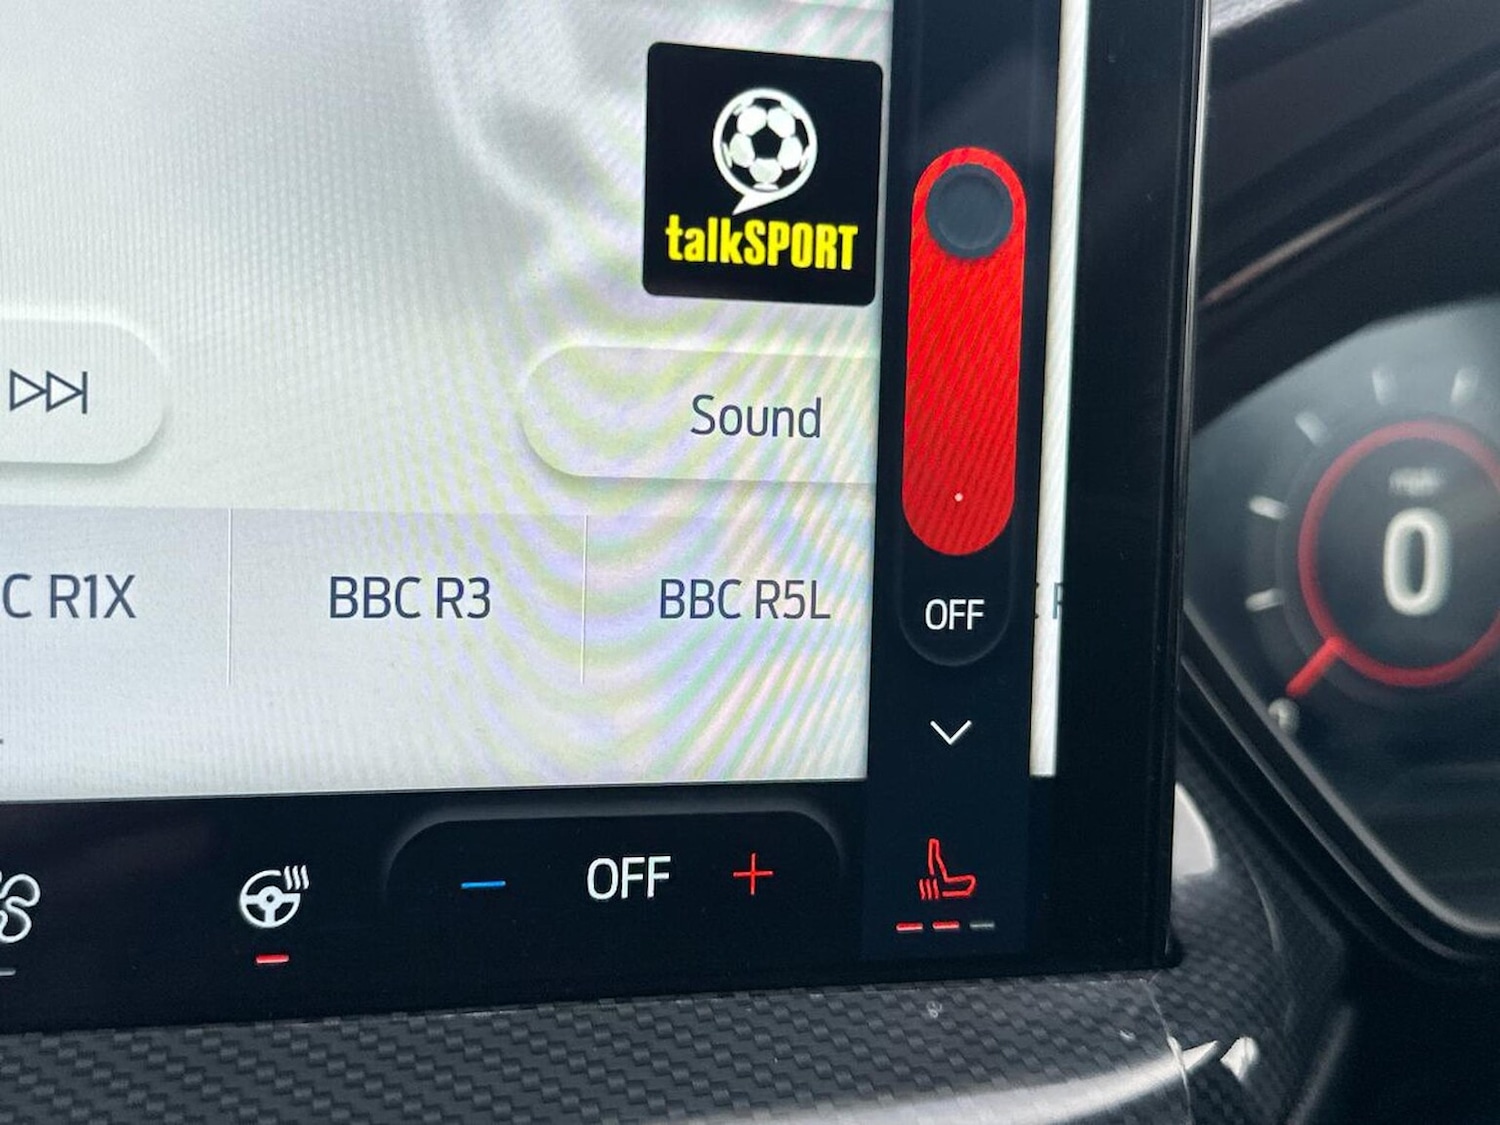 talkSPORT
Sound
C R1X
BBC R3
BBC R5L
OFF
OFF
0